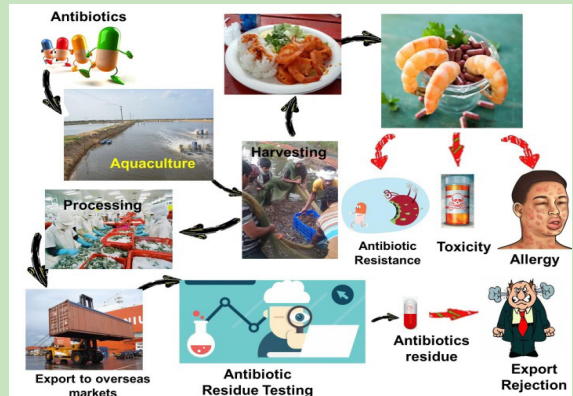 Antibiotics
Aquaculture
Harvesting
Processing
Antibiotic
Resistance
Toxicity
Allergy
Export to overseas
markets
Antibiotic
Residue Testing
Antibiotics
residue
Export
Rejection